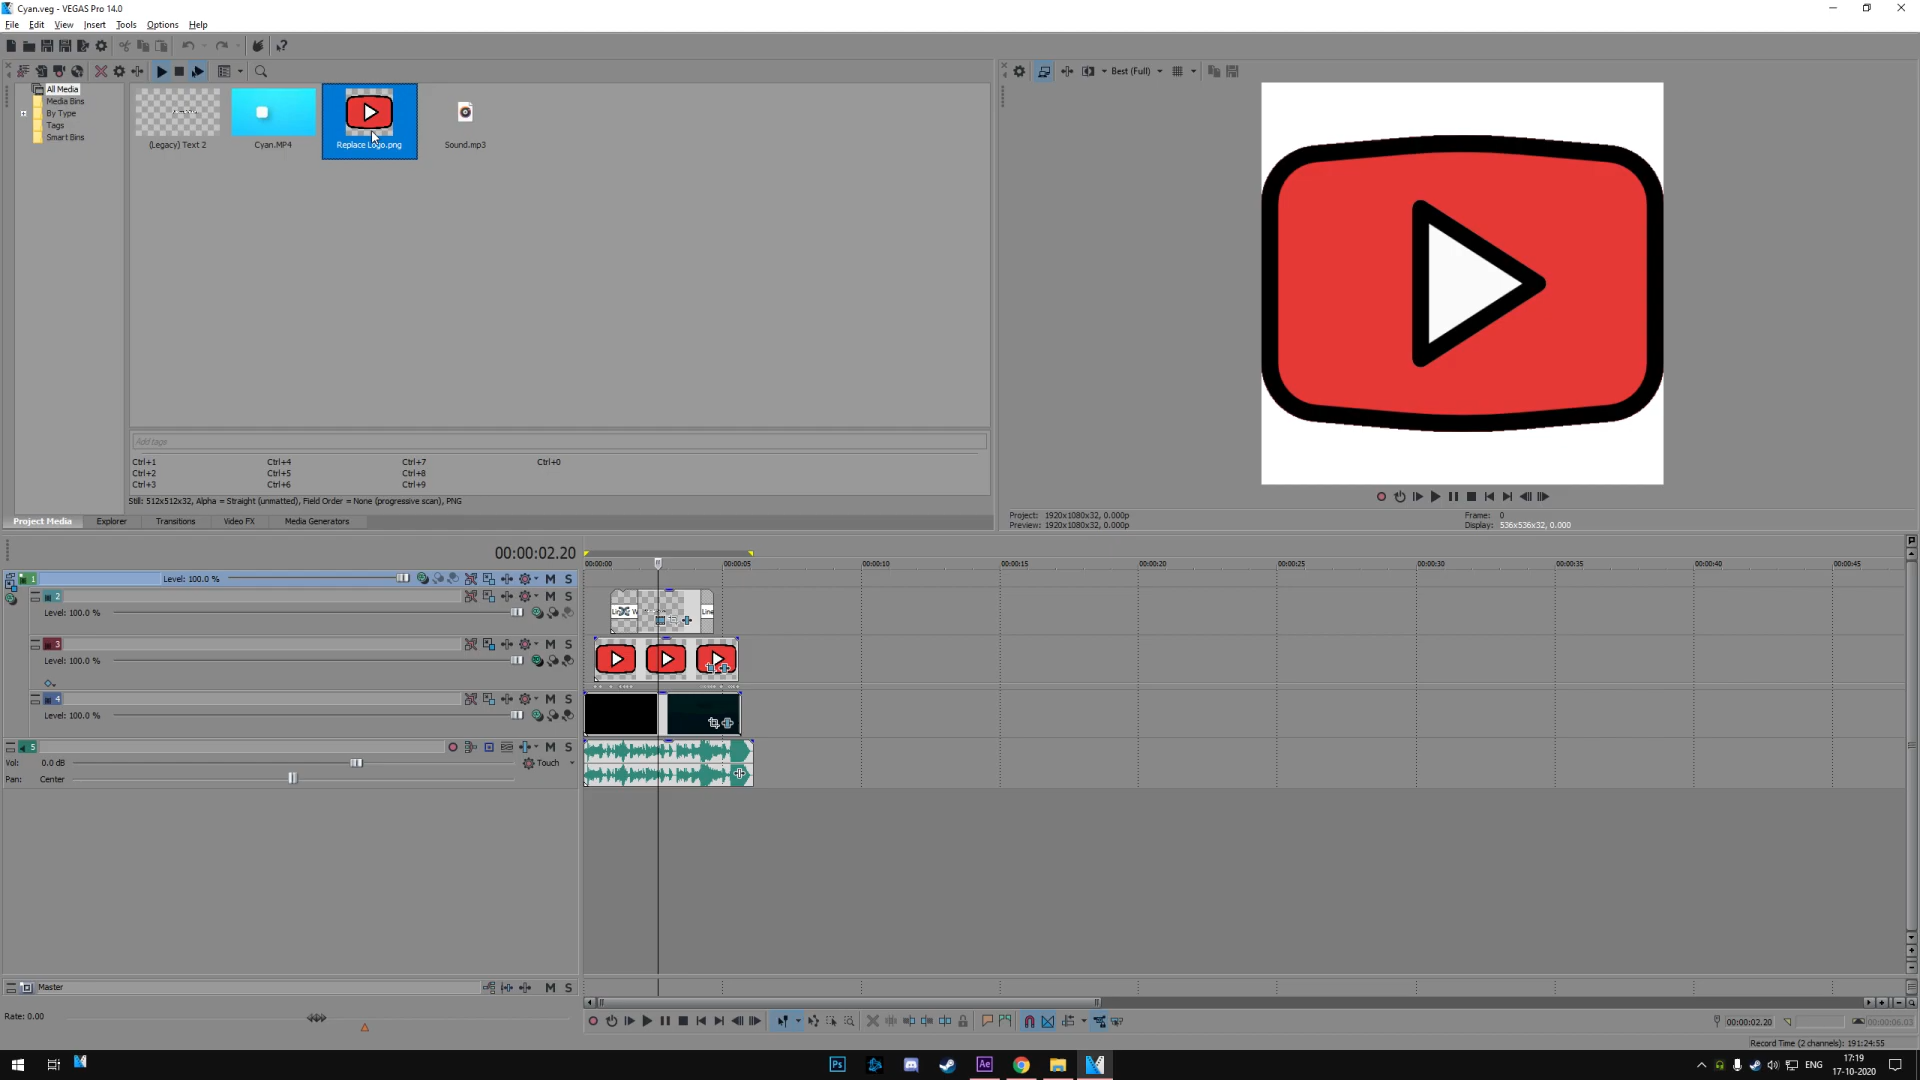 Cyan.veg - VEGAS Pro 14.0
File Edit View Insert Tools Options Help
All Media
Media Bins
By Type
Tags
Smart Bins
(Legacy) Text 2
Cyan.MP4
Replace Logo.png
Sound.mp3
Best (Full)
Add tags
Ctrl+1 Ctrl+4 Ctrl+7 Ctrl+0
Ctrl+2 Ctrl+5 Ctrl+8
Ctrl+3 Ctrl+6 Ctrl+9
Still: 512x512x32, Alpha = Straight (unmatted), Field Order = None (progressive scan), PNG
Project Media Explorer Transitions Video FX Media Generators
Project: 1920x1080x32, 0.000p Frame: 0
Preview: 1920x1080x32, 0.000p Display: 536x536x32, 0.000
00:00:02.20
00:00:00 00:00:05 00:00:10 00:00:15 00:00:20 00:00:25 00:00:30 00:00:35 00:00:40 00:00:45
1 Level: 100.0 % M S
2 M S
Level: 100.0 %
3 M S
Level: 100.0 %
4 M S
Level: 100.0 %
5 M S
Vol: 0.0 dB Touch
Pan: Center
Master M S
Rate: 0.00
00:00:02.20 00:00:06.03
Record Time (2 channels): 191:24:55
Ps Ae
ENG
17:19
17-10-2020